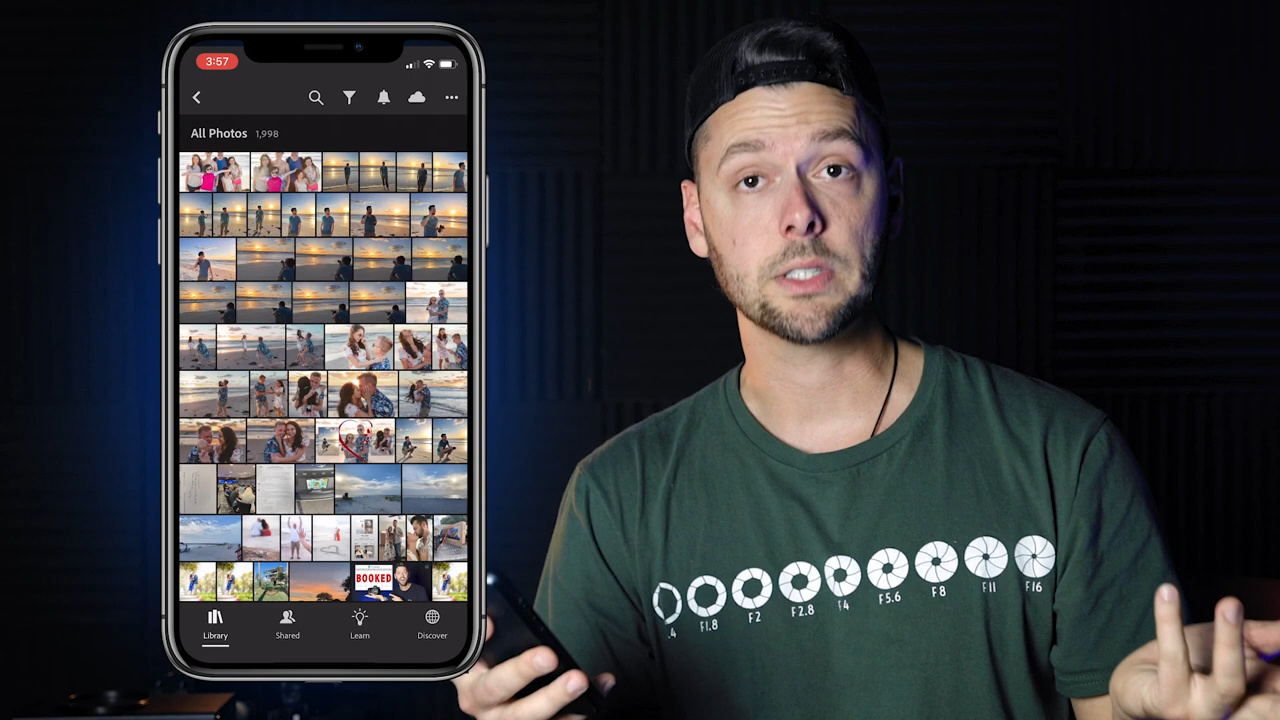 3:57
All Photos 1,998
BOOKED
Library Shared Learn Discover
.4 F1.8 F2 F2.8 F4 F5.6 F8 F11 F16